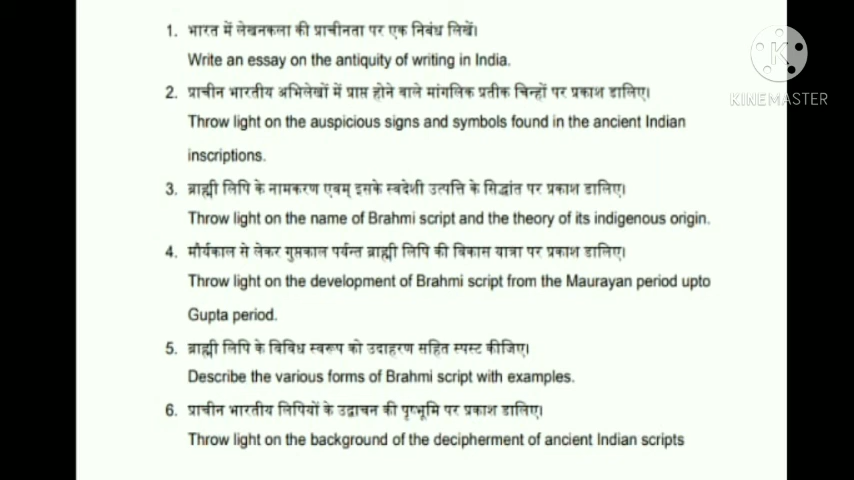 1. भारत में लेखनकला की प्राचीनता पर एक निबंध लिखें।
Write an essay on the antiquity of writing in India.
2. प्राचीन भारतीय अभिलेखों में प्राप्त होने वाले मांगलिक प्रतीक चिन्हों पर प्रकाश डालिए।
Throw light on the auspicious signs and symbols found in the ancient Indian
inscriptions.
3. ब्राह्मी लिपि के नामकरण एवम् इसके स्वदेशी उत्पत्ति के सिद्धांत पर प्रकाश डालिए।
Throw light on the name of Brahmi script and the theory of its indigenous origin.
4. मौर्यकाल से लेकर गुप्तकाल पर्यन्त ब्राह्मी लिपि की विकास यात्रा पर प्रकाश डालिए।
Throw light on the development of Brahmi script from the Maurayan period upto
Gupta period.
5. ब्राह्मी लिपि के विविध स्वरूप को उदाहरण सहित स्पस्ट कीजिए।
Describe the various forms of Brahmi script with examples.
6. प्राचीन भारतीय लिपियों के उद्वाचन की पृष्भूमि पर प्रकाश डालिए।
Throw light on the background of the decipherment of ancient Indian scripts
K
KINEMASTER